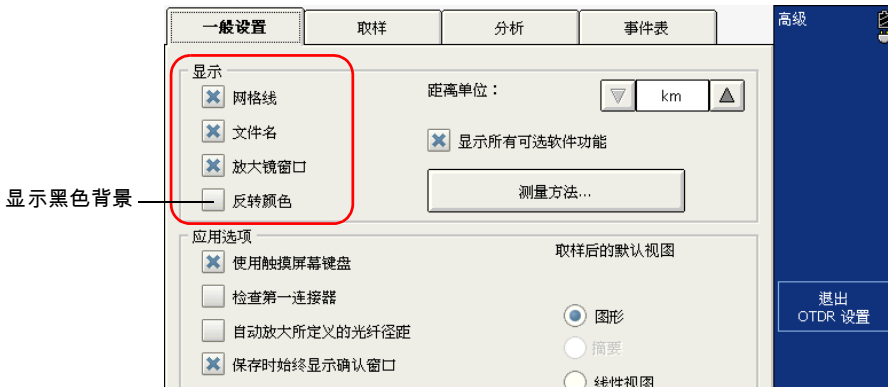 一般设置
取样
分析
事件表
高级
显示
网格线
文件名
放大镜窗口
反转颜色
显示黑色背景
距离单位：
km
显示所有可选软件功能
测量方法...
应用选项
使用触摸屏幕键盘
检查第一连接器
自动放大所定义的光纤径距
保存时始终显示确认窗口
取样后的默认视图
图形
摘要
线性视图
退出
OTDR 设置